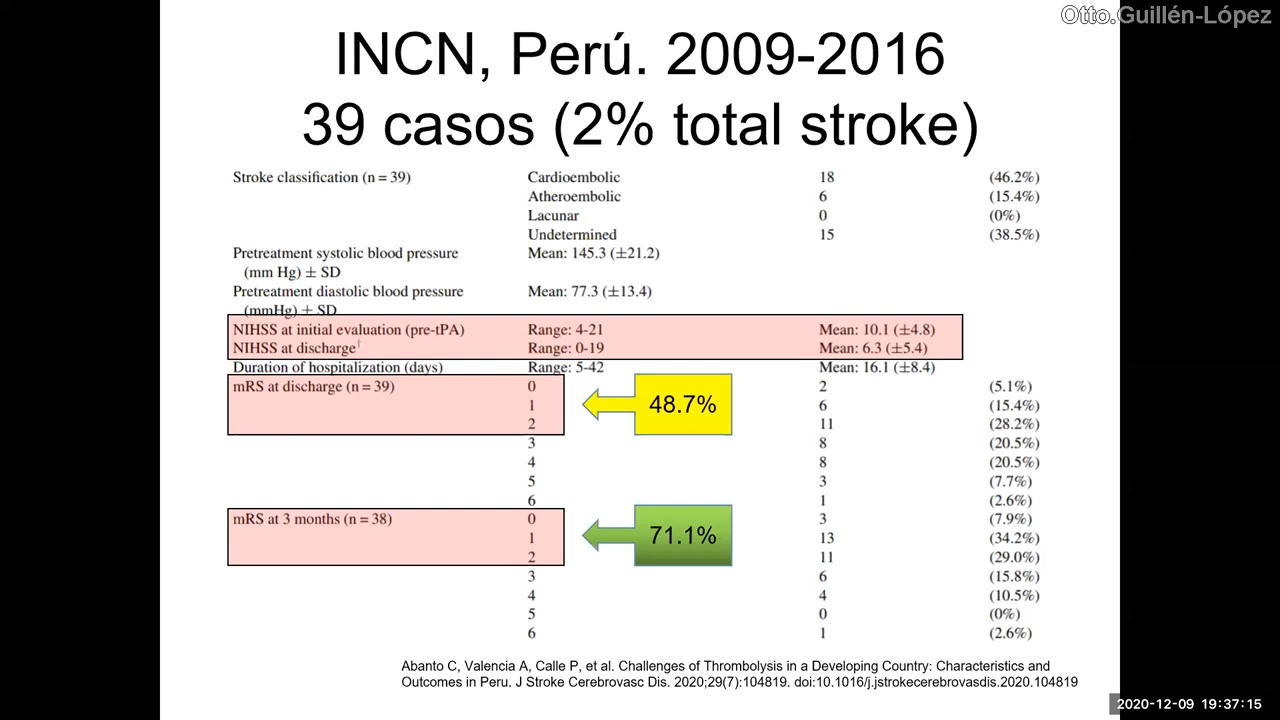 Otto.Guillén-López
INCN, Perú. 2009-2016
39 casos (2% total stroke)
Stroke classification (n = 39) Cardioembolic 18 (46.2%)
Atheroembolic 6 (15.4%)
Lacunar 0 (0%)
Undetermined 15 (38.5%)
Pretreatment systolic blood pressure Mean: 145.3 (±21.2)
(mm Hg) ± SD
Pretreatment diastolic blood pressure Mean: 77.3 (±13.4)
(mmHg) ± SD
NIHSS at initial evaluation (pre-tPA) Range: 4-21 Mean: 10.1 (±4.8)
NIHSS at discharge† Range: 0-19 Mean: 6.3 (±5.4)
Duration of hospitalization (days) Range: 5-42 Mean: 16.1 (±8.4)
mRS at discharge (n = 39) 0 2 (5.1%)
1 48.7% 6 (15.4%)
2 11 (28.2%)
3 8 (20.5%)
4 8 (20.5%)
5 3 (7.7%)
6 1 (2.6%)
mRS at 3 months (n = 38) 0 3 (7.9%)
1 71.1% 13 (34.2%)
2 11 (29.0%)
3 6 (15.8%)
4 4 (10.5%)
5 0 (0%)
6 1 (2.6%)
Abanto C, Valencia A, Calle P, et al. Challenges of Thrombolysis in a Developing Country: Characteristics and
Outcomes in Peru. J Stroke Cerebrovasc Dis. 2020;29(7):104819. doi:10.1016/j.jstrokecerebrovasdis.2020.104819
2020-12-09 19:37:15